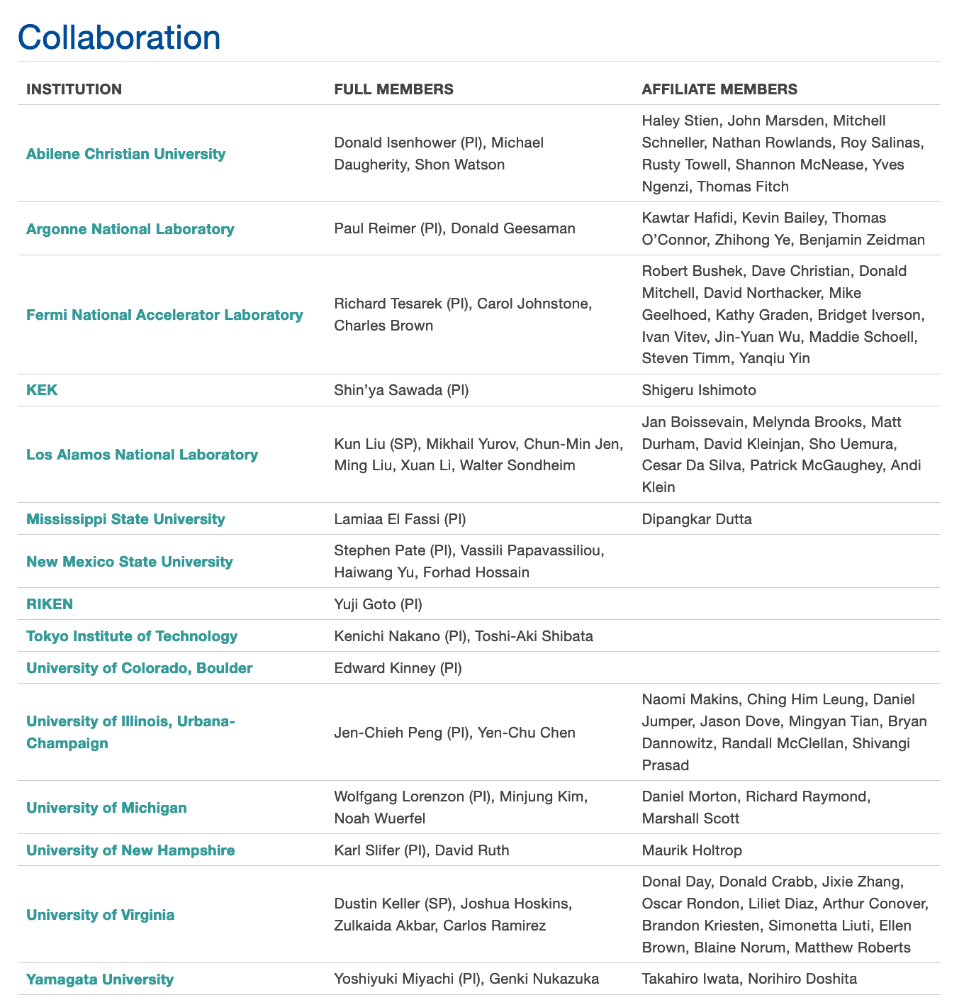 Collaboration
INSTITUTION FULL MEMBERS AFFILIATE MEMBERS
Abilene Christian University
Donald Isenhower (PI), Michael
Daugherity, Shon Watson
Haley Stien, John Marsden, Mitchell
Schneller, Nathan Rowlands, Roy Salinas,
Rusty Towell, Shannon McNease, Yves
Ngenzi, Thomas Fitch
Argonne National Laboratory
Paul Reimer (PI), Donald Geesaman
Kawtar Hafidi, Kevin Bailey, Thomas
O’Connor, Zhihong Ye, Benjamin Zeidman
Fermi National Accelerator Laboratory
Richard Tesarek (PI), Carol Johnstone,
Charles Brown
Robert Bushek, Dave Christian, Donald
Mitchell, David Northacker, Mike
Geelhoed, Kathy Graden, Bridget Iverson,
Ivan Vitev, Jin-Yuan Wu, Maddie Schoell,
Steven Timm, Yanqiu Yin
KEK
Shin’ya Sawada (PI)
Shigeru Ishimoto
Los Alamos National Laboratory
Kun Liu (SP), Mikhail Yurov, Chun-Min Jen,
Ming Liu, Xuan Li, Walter Sondheim
Jan Boissevain, Melynda Brooks, Matt
Durham, David Kleinjan, Sho Uemura,
Cesar Da Silva, Patrick McGaughey, Andi
Klein
Mississippi State University
Lamiaa El Fassi (PI)
Dipangkar Dutta
New Mexico State University
Stephen Pate (PI), Vassili Papavassiliou,
Haiwang Yu, Forhad Hossain
RIKEN
Yuji Goto (PI)
Tokyo Institute of Technology
Kenichi Nakano (PI), Toshi-Aki Shibata
University of Colorado, Boulder
Edward Kinney (PI)
University of Illinois, Urbana-
Champaign
Jen-Chieh Peng (PI), Yen-Chu Chen
Naomi Makins, Ching Him Leung, Daniel
Jumper, Jason Dove, Mingyan Tian, Bryan
Dannowitz, Randall McClellan, Shivangi
Prasad
University of Michigan
Wolfgang Lorenzon (PI), Minjung Kim,
Noah Wuerfel
Daniel Morton, Richard Raymond,
Marshall Scott
University of New Hampshire
Karl Slifer (PI), David Ruth
Maurik Holtrop
University of Virginia
Dustin Keller (SP), Joshua Hoskins,
Zulkaida Akbar, Carlos Ramirez
Donal Day, Donald Crabb, Jixie Zhang,
Oscar Rondon, Liliet Diaz, Arthur Conover,
Brandon Kriesten, Simonetta Liuti, Ellen
Brown, Blaine Norum, Matthew Roberts
Yamagata University
Yoshiyuki Miyachi (PI), Genki Nukazuka
Takahiro Iwata, Norihiro Doshita